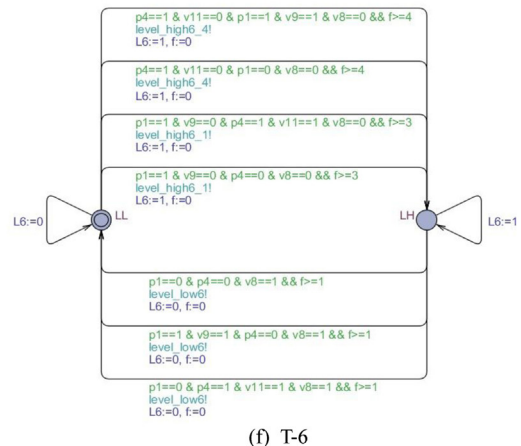 p4==1 & v11==0 & p1==1 & v9==1 & v8==0 && f>=4
level_high6_4!
L6:=1, f:=0
p4==1 & v11==0 & p1==0 & v8==0 && f>=4
level_high6_4!
L6:=1, f:=0
p1==1 & v9==0 & p4==1 & v11==1 & v8==0 && f>=3
level_high6_1!
L6:=1, f:=0
p1==1 & v9==0 & p4==0 & v8==0 && f>=3
level_high6_1!
L6:=1, f:=0
L6:=0
LL
LH
L6:=1
p1==0 & p4==0 & v8==1 && f>=1
level_low6!
L6:=0, f:=0
p1==1 & v9==1 & p4==0 & v8==1 && f>=1
level_low6!
L6:=0, f:=0
p1==0 & p4==1 & v11==1 & v8==1 && f>=1
level_low6!
L6:=0, f:=0
(f) T-6